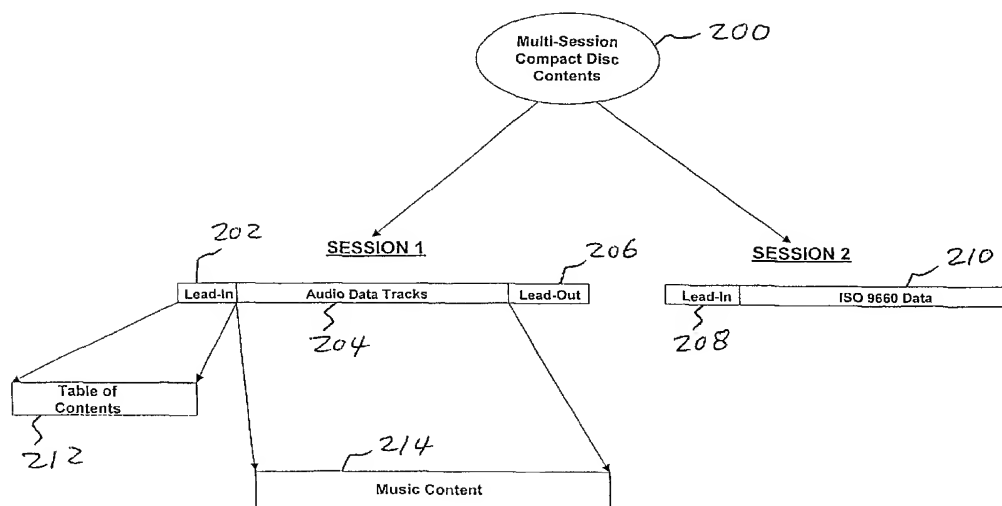 Multi-Session
Compact Disc
Contents
200
202
SESSION 1
206
SESSION 2
210
Lead-In
Audio Data Tracks
Lead-Out
Lead-In
ISO 9660 Data
204
208
Table of
Contents
212
214
Music Content